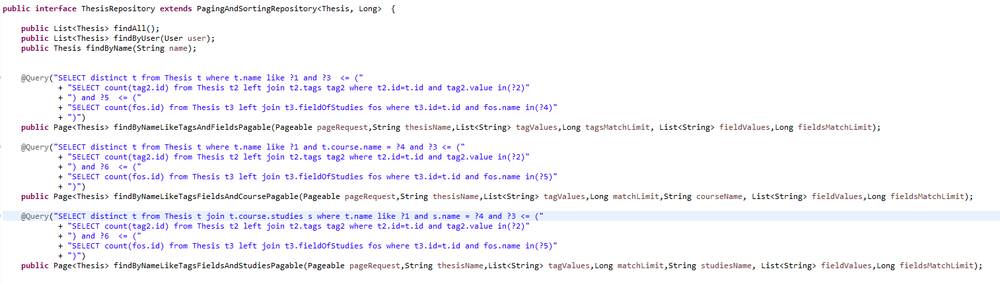 public interface ThesisRepository extends PagingAndSortingRepository<Thesis, Long>  {
public List<Thesis> findAll();
public List<Thesis> findByUser(User user);
public Thesis findByName(String name);
@Query("SELECT distinct t from Thesis t where t.name like ?1 and ?3  <= ("
+ "SELECT count(tag2.id) from Thesis t2 left join t2.tags tag2 where t2.id=t.id and tag2.value in(?2)"
+ ") and ?5  <= ("
+ "SELECT count(fos.id) from Thesis t3 left join t3.fieldOfStudies fos where t3.id=t.id and fos.name in(?4)"
+ ")")
public Page<Thesis> findByNameLikeTagsAndFieldsPagable(Pageable pageRequest,String thesisName,List<String> tagValues,Long tagsMatchLimit, List<String> fieldValues,Long fieldsMatchLimit);
@Query("SELECT distinct t from Thesis t where t.name like ?1 and t.course.name = ?4 and ?3 <= ("
+ "SELECT count(tag2.id) from Thesis t2 left join t2.tags tag2 where t2.id=t.id and tag2.value in(?2)"
+ ") and ?6  <= ("
+ "SELECT count(fos.id) from Thesis t3 left join t3.fieldOfStudies fos where t3.id=t.id and fos.name in(?5)"
+ ")")
public Page<Thesis> findByNameLikeTagsFieldsAndCoursePagable(Pageable pageRequest,String thesisName,List<String> tagValues,Long matchLimit,String courseName, List<String> fieldValues,Long fieldsMatchLimit);
@Query("SELECT distinct t from Thesis t join t.course.studies s where t.name like ?1 and s.name = ?4 and ?3 <= ("
+ "SELECT count(tag2.id) from Thesis t2 left join t2.tags tag2 where t2.id=t.id and tag2.value in(?2)"
+ ") and ?6  <= ("
+ "SELECT count(fos.id) from Thesis t3 left join t3.fieldOfStudies fos where t3.id=t.id and fos.name in(?5)"
+ ")")
public Page<Thesis> findByNameLikeTagsFieldsAndStudiesPagable(Pageable pageRequest,String thesisName,List<String> tagValues,Long matchLimit,String studiesName, List<String> fieldValues,Long fieldsMatchLimit);